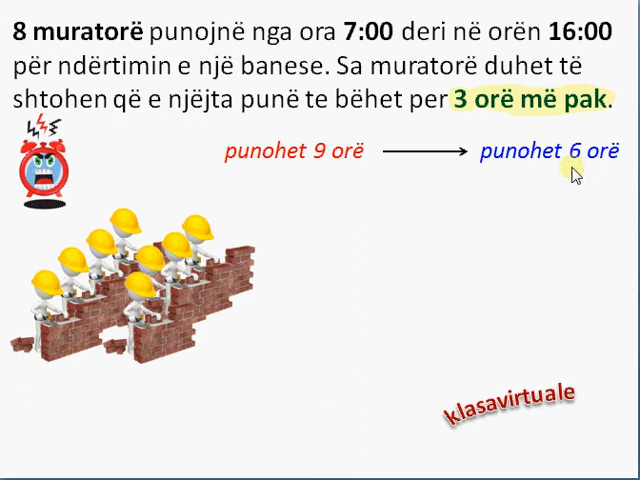 8 muratorë punojnë nga ora 7:00 deri në orën 16:00
për ndërtimin e një banese. Sa muratorë duhet të
shtohen që e njëjta punë te bëhet per 3 orë më pak.
punohet 9 orë
punohet 6 orë
klasavirtuale